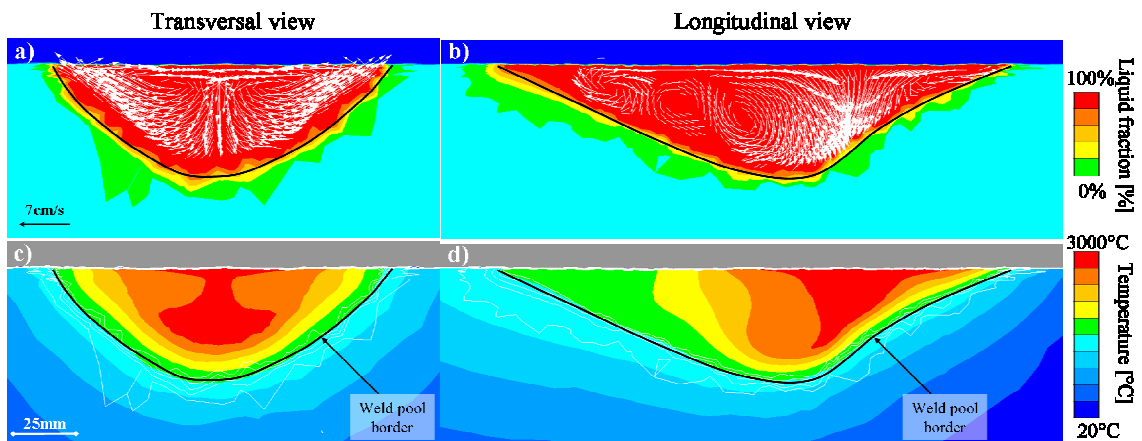 Transversal view
Longitudinal view
a)
b)
100%
Liquid fraction [%]
0%
7cm/s
c)
d)
3000°C
Temperature [°C]
20°C
Weld pool
border
Weld pool
border
25mm